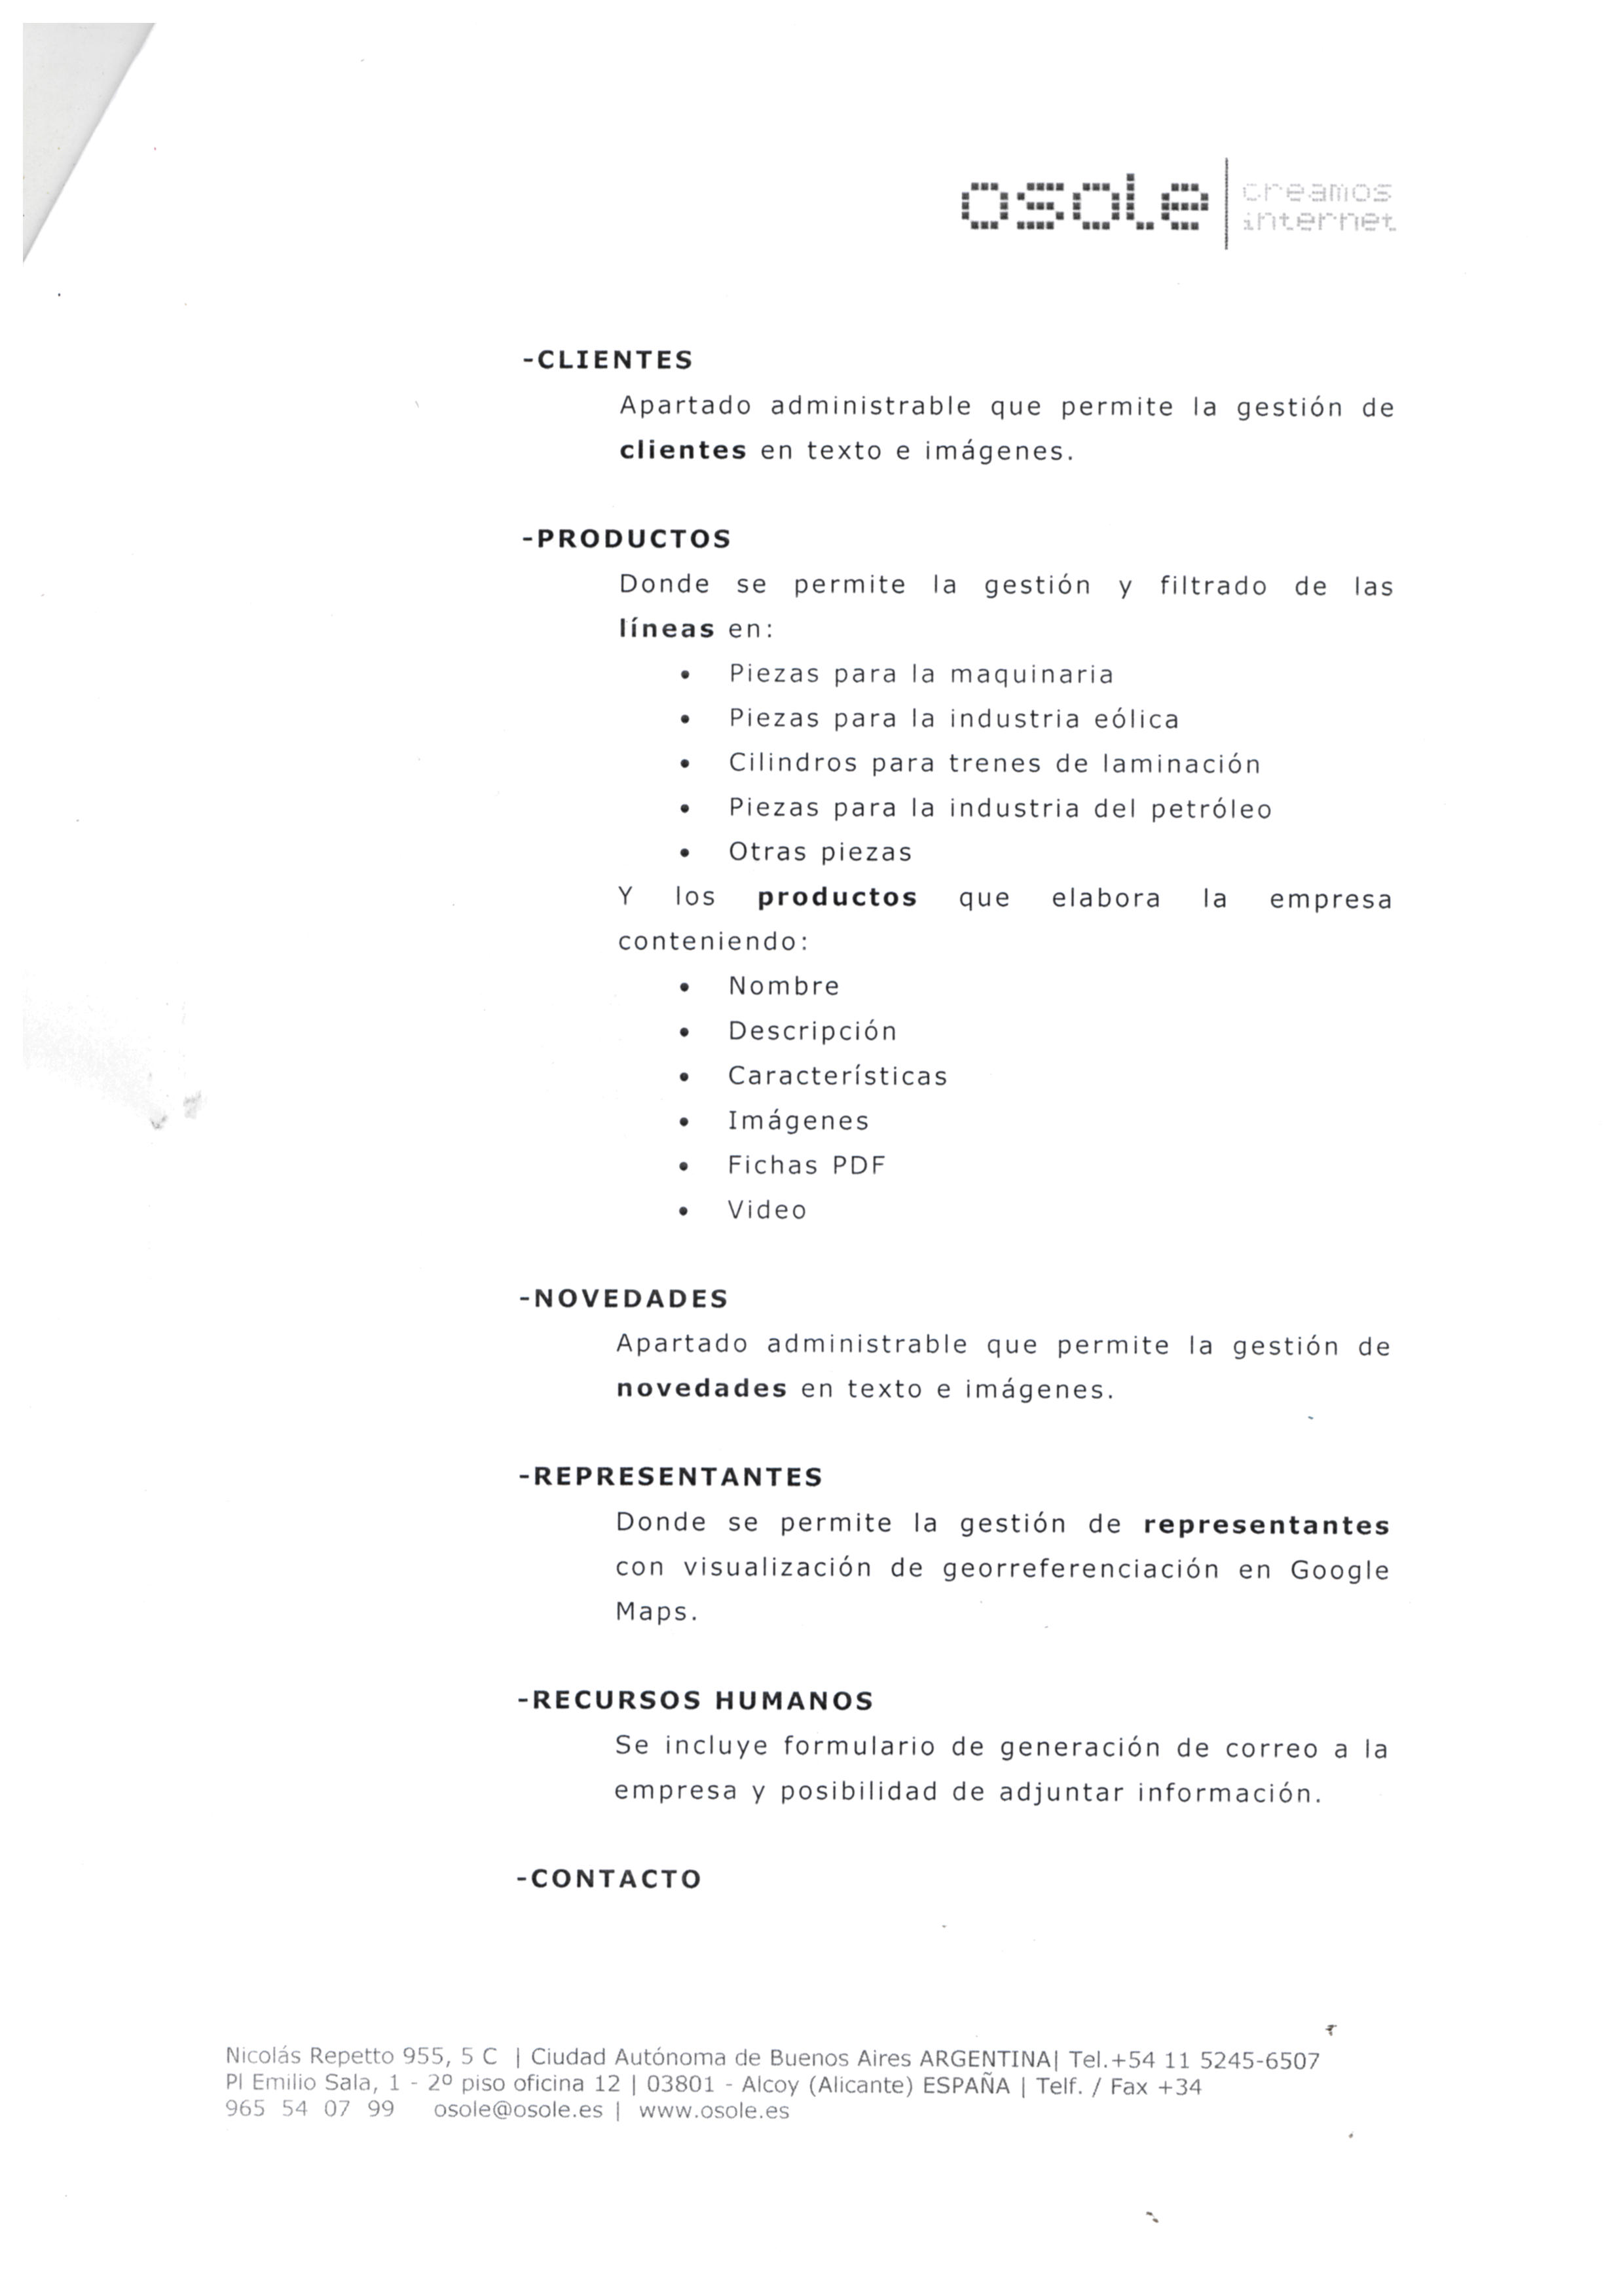 osole
creamos
internet
-CLIENTES
Apartado administrable que permite la gestión de
clientes en texto e imágenes.
-PRODUCTOS
Donde se permite la gestión y filtrado de las
líneas en:
• Piezas para la maquinaria
• Piezas para la industria eólica
• Cilindros para trenes de laminación
• Piezas para la industria del petróleo
• Otras piezas
Y los productos que elabora la empresa
conteniendo:
• Nombre
• Descripción
• Características
• Imágenes
• Fichas PDF
• Video
-NOVEDADES
Apartado administrable que permite la gestión de
novedades en texto e imágenes.
-REPRESENTANTES
Donde se permite la gestión de representantes
con visualización de georreferenciación en Google
Maps.
-RECURSOS HUMANOS
Se incluye formulario de generación de correo a la
empresa y posibilidad de adjuntar información.
-CONTACTO
Nicolás Repetto 955, 5 C | Ciudad Autónoma de Buenos Aires ARGENTINA| Tel.+54 11 5245-6507
Pl Emilio Sala, 1 - 2º piso oficina 12 | 03801 - Alcoy (Alicante) ESPAÑA | Telf. / Fax +34
965 54 07 99 osole@osole.es | www.osole.es